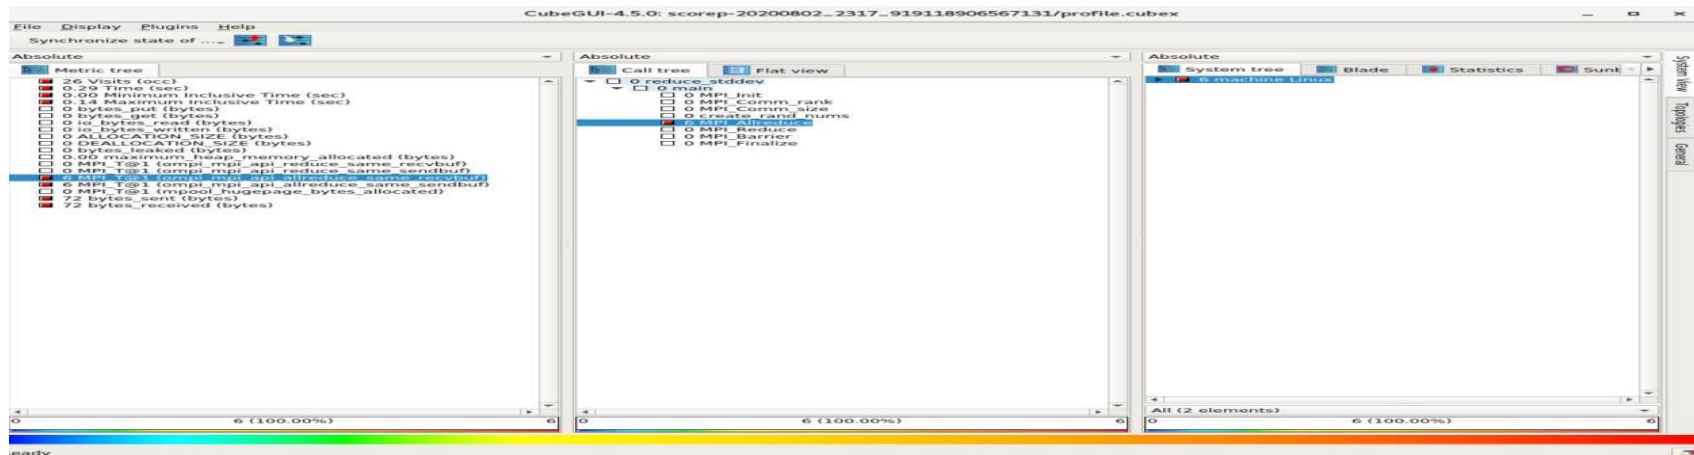 CubeGUI-4.5.0: scorep-20200802_2317_919118906567131/profile.cubex
File Display Plugins Help
Synchronize state of ...
Absolute
Metric tree
26 Visits (occ)
0.29 Time (sec)
0.00 Minimum Inclusive Time (sec)
0.14 Maximum Inclusive Time (sec)
0 bytes_put (bytes)
0 bytes_get (bytes)
0 io_bytes_read (bytes)
0 io_bytes_written (bytes)
0 ALLOCATION_SIZE (bytes)
0 DEALLOCATION_SIZE (bytes)
0 bytes_leaked (bytes)
0.00 maximum_heap_memory_allocated (bytes)
0 MPI_T@1 (ompi_mpi_api_reduce_same_recvbuf)
0 MPI_T@1 (ompi_mpi_api_reduce_same_sendbuf)
6 MPI_T@1 (ompi_mpi_api_allreduce_same_recvbuf)
6 MPI_T@1 (ompi_mpi_api_allreduce_same_sendbuf)
0 MPI_T@1 (mpool_hugepage_bytes_allocated)
72 bytes_sent (bytes)
72 bytes_received (bytes)
0 6 (100.00%) 6
Absolute
Call tree Flat view
0 reduce_stddev
0 main
0 MPI_Init
0 MPI_Comm_rank
0 MPI_Comm_size
0 create_rand_nums
6 MPI_Allreduce
0 MPI_Reduce
0 MPI_Barrier
0 MPI_Finalize
0 6 (100.00%) 6
Absolute
System tree Blade Statistics Sunb
6 machine Linux
All (2 elements)
0 6 (100.00%) 6
System View
Topologies
General
eady